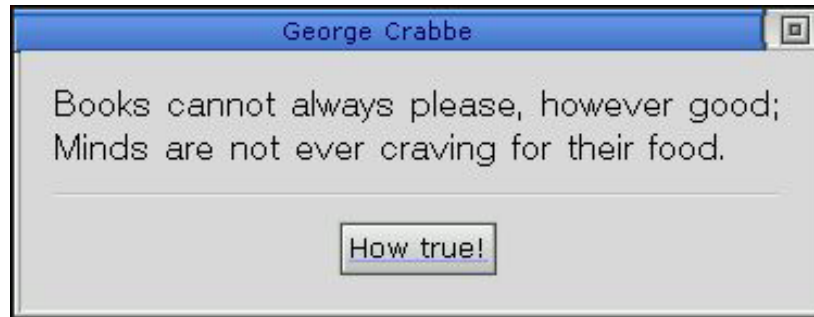 George Crabbe
Books cannot always please, however good;
Minds are not ever craving for their food.
How true!